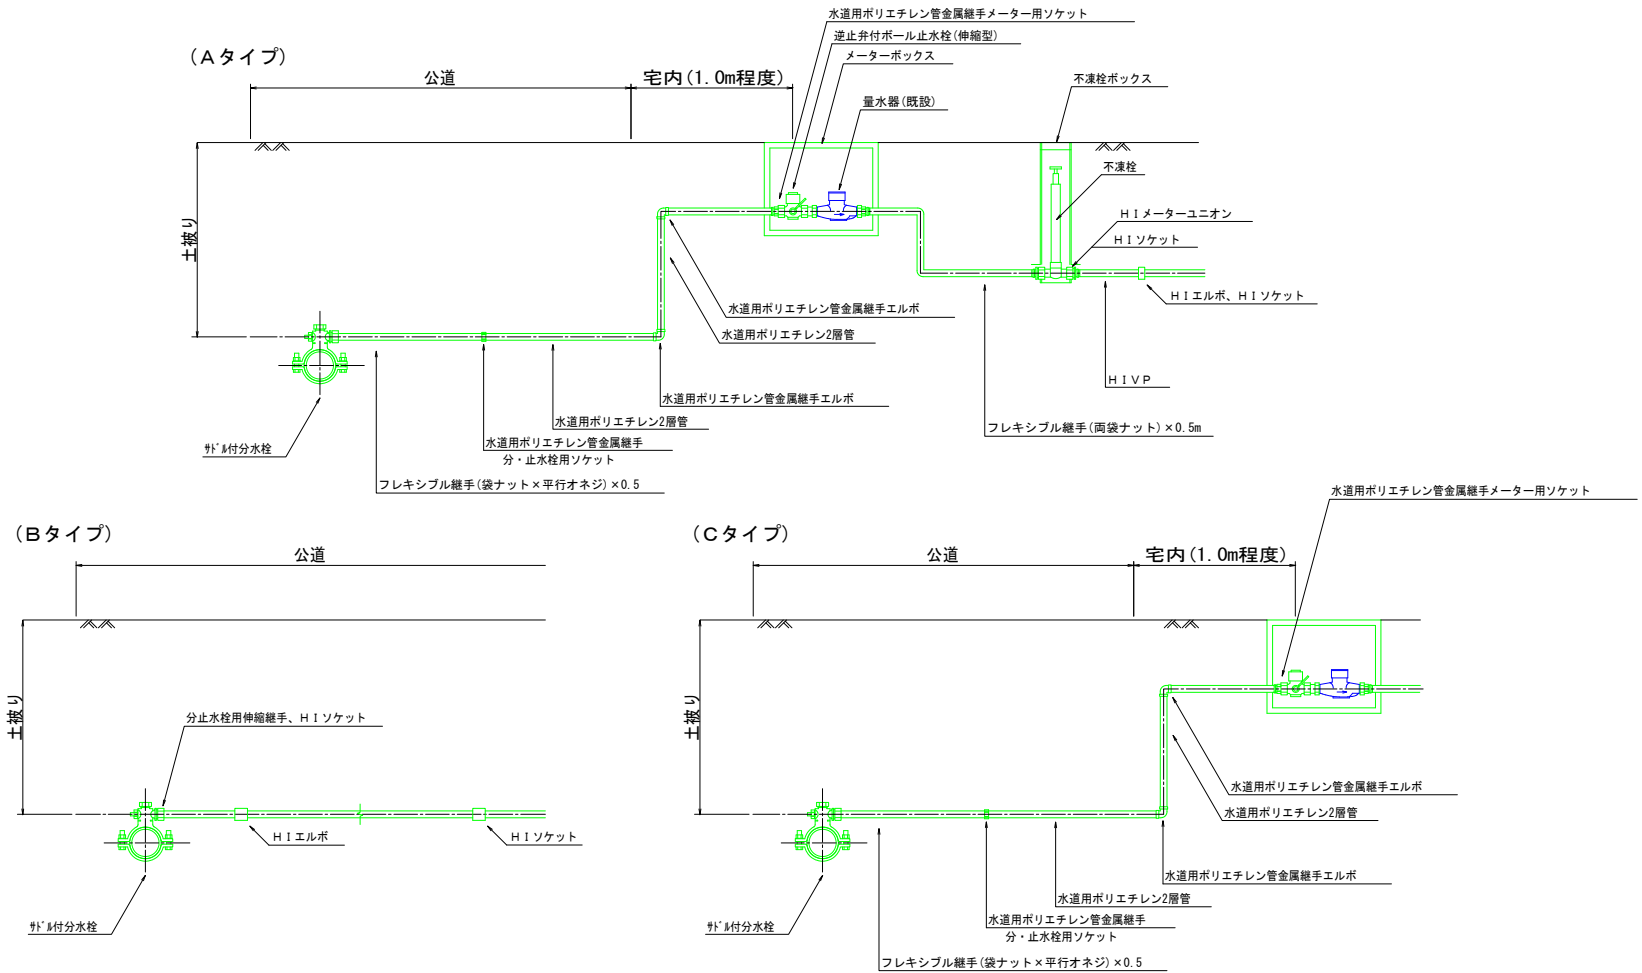 (Aタイプ)
公道
宅内(1.0m程度)
水道用ポリエチレン管金属継手メーター用ソケット
逆止弁付ボール止水栓(伸縮型)
メーターボックス
量水器(既設)
不凍栓ボックス
不凍栓
HIメーターユニオン
HIソケット
HIエルボ、HIソケット
HIVP
フレキシブル継手(両袋ナット)×0.5m
土被り
水道用ポリエチレン管金属継手エルボ
水道用ポリエチレン2層管
水道用ポリエチレン管金属継手エルボ
水道用ポリエチレン2層管
水道用ポリエチレン管金属継手
分・止水栓用ソケット
フレキシブル継手(袋ナット×平行オネジ)×0.5
ｻﾄﾞﾙ付分水栓
(Bタイプ)
公道
土被り
分止水栓用伸縮継手、HIソケット
HIエルボ
HIソケット
ｻﾄﾞﾙ付分水栓
(Cタイプ)
公道
宅内(1.0m程度)
水道用ポリエチレン管金属継手メーター用ソケット
土被り
水道用ポリエチレン管金属継手エルボ
水道用ポリエチレン2層管
水道用ポリエチレン管金属継手エルボ
水道用ポリエチレン2層管
水道用ポリエチレン管金属継手
分・止水栓用ソケット
フレキシブル継手(袋ナット×平行オネジ)×0.5
ｻﾄﾞﾙ付分水栓